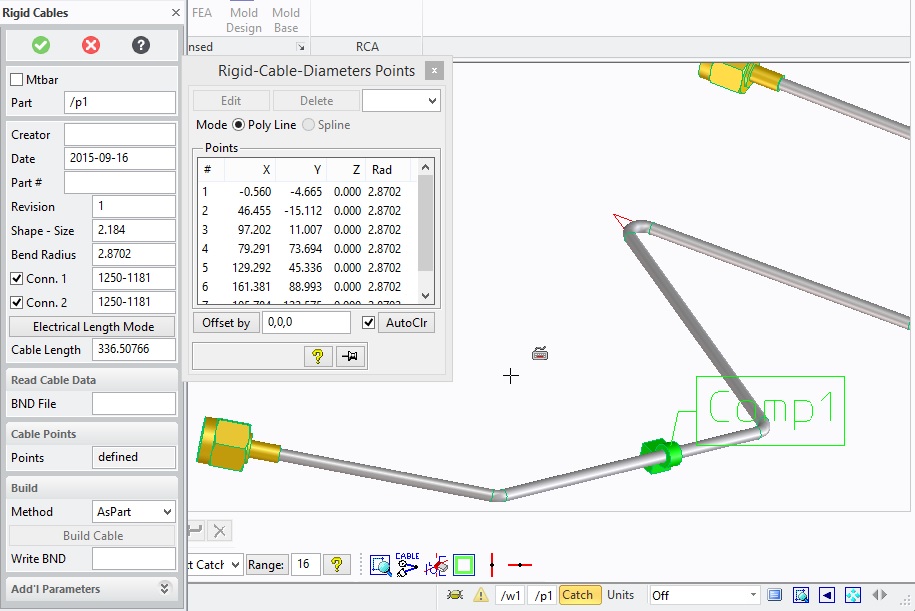 Rigid Cables
Mtbar
Part /p1
Creator
Date 2015-09-16
Part #
Revision 1
Shape - Size 2.184
Bend Radius 2.8702
Conn. 1 1250-1181
Conn. 2 1250-1181
Electrical Length Mode
Cable Length 336.50766
Read Cable Data
BND File
Cable Points
Points defined
Build
Method AsPart
Build Cable
Write BND
Add'l Parameters
FEA Mold Mold
Design Base
nsed RCA
Rigid-Cable-Diameters Points
Edit Delete
Mode Poly Line Spline
Points
# X Y Z Rad
1 -0.560 -4.665 0.000 2.8702
2 46.455 -15.112 0.000 2.8702
3 97.202 11.007 0.000 2.8702
4 79.291 73.694 0.000 2.8702
5 129.292 45.336 0.000 2.8702
6 161.381 88.993 0.000 2.8702
Offset by 0,0,0 AutoClr
Comp1
t Catch Range: 16
CABLE
/w1 /p1 Catch Units Off